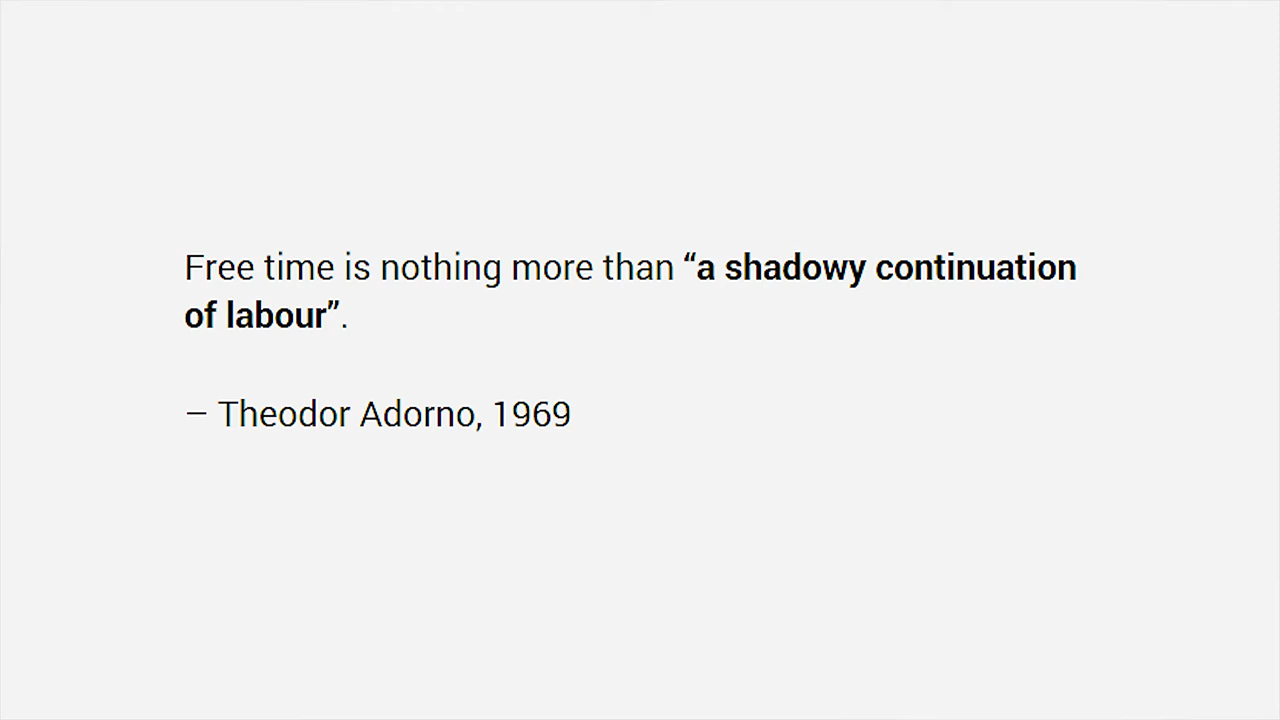 Free time is nothing more than “a shadowy continuation
of labour”.
– Theodor Adorno, 1969